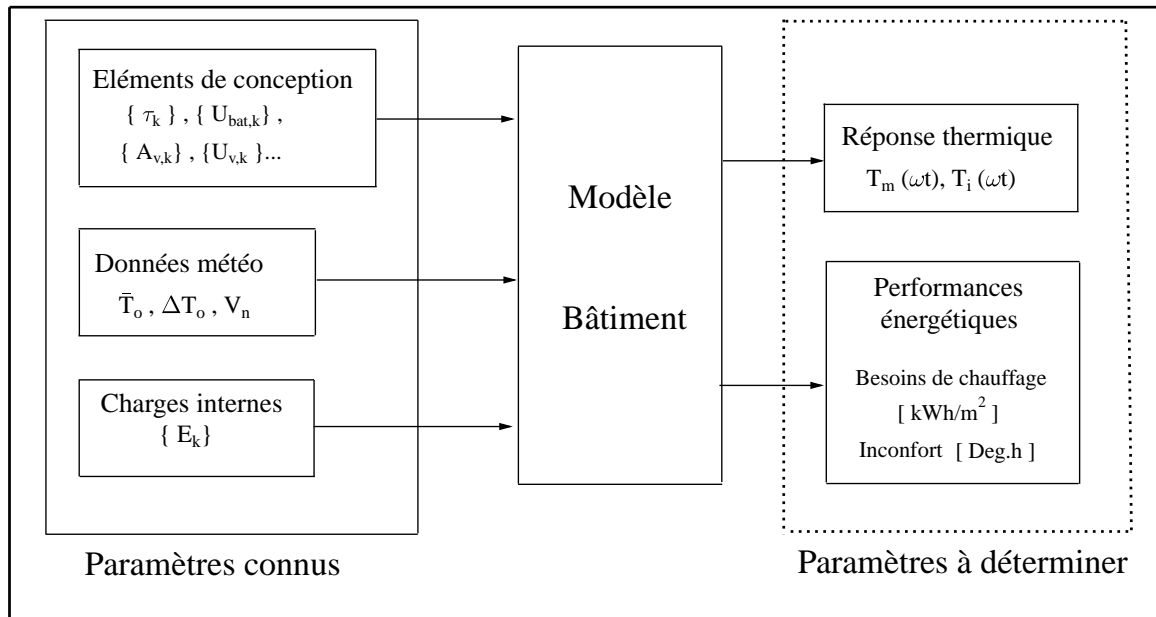 Eléments de conception
{ τk } , { Ubat,k} ,
{ Av,k} , {Uv,k }...
Données météo
T̄o , ΔTo , Vn
Charges internes
{ Ek}
Paramètres connus
Modèle
Bâtiment
Réponse thermique
Tm (ωt), Ti (ωt)
Performances
énergétiques
Besoins de chauffage
[ kWh/m² ]
Inconfort [ Deg.h ]
Paramètres à déterminer